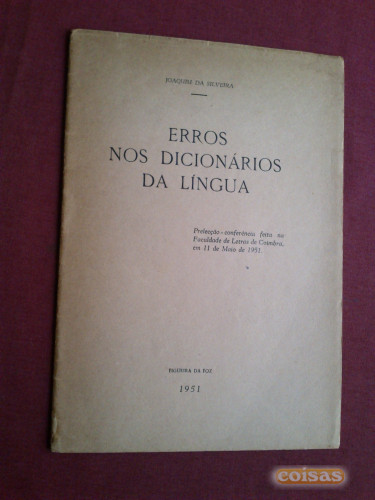 JOAQUIM DA SILVEIRA
ERROS
NOS DICIONÁRIOS
DA LÍNGUA
Prelecção-conferência feita na
Faculdade de Letras de Coimbra,
em 11 de Maio de 1951.
FIGUEIRA DA FOZ
1951
coisas